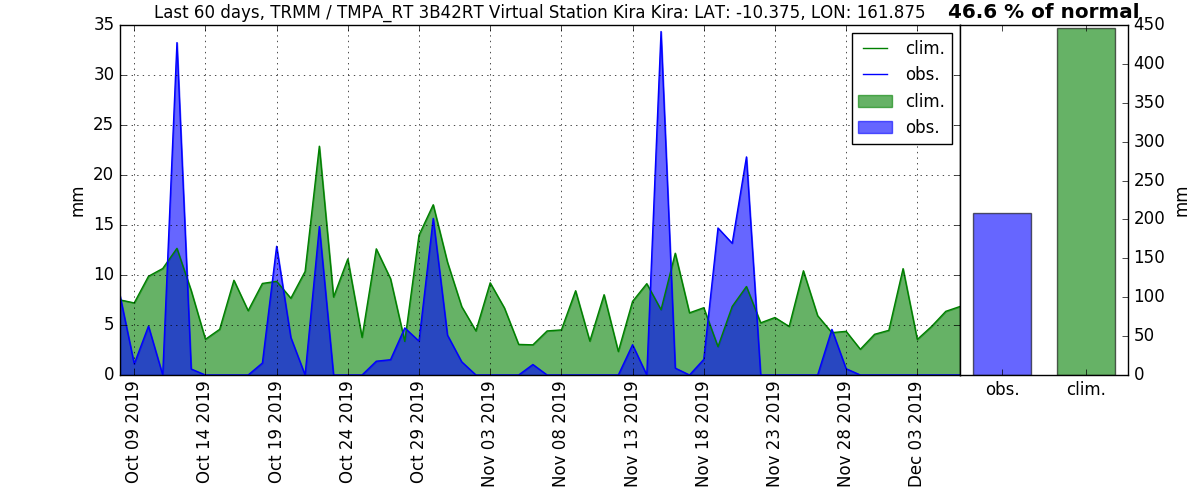 Last 60 days, TRMM / TMPA_RT 3B42RT Virtual Station Kira Kira: LAT: -10.375, LON: 161.875
46.6 % of normal
35
30
25
20
15
10
5
0
mm
clim.
obs.
clim.
obs.
450
400
350
300
250
200
150
100
50
0
mm
obs.
clim.
Oct 09 2019
Oct 14 2019
Oct 19 2019
Oct 24 2019
Oct 29 2019
Nov 03 2019
Nov 08 2019
Nov 13 2019
Nov 18 2019
Nov 23 2019
Nov 28 2019
Dec 03 2019